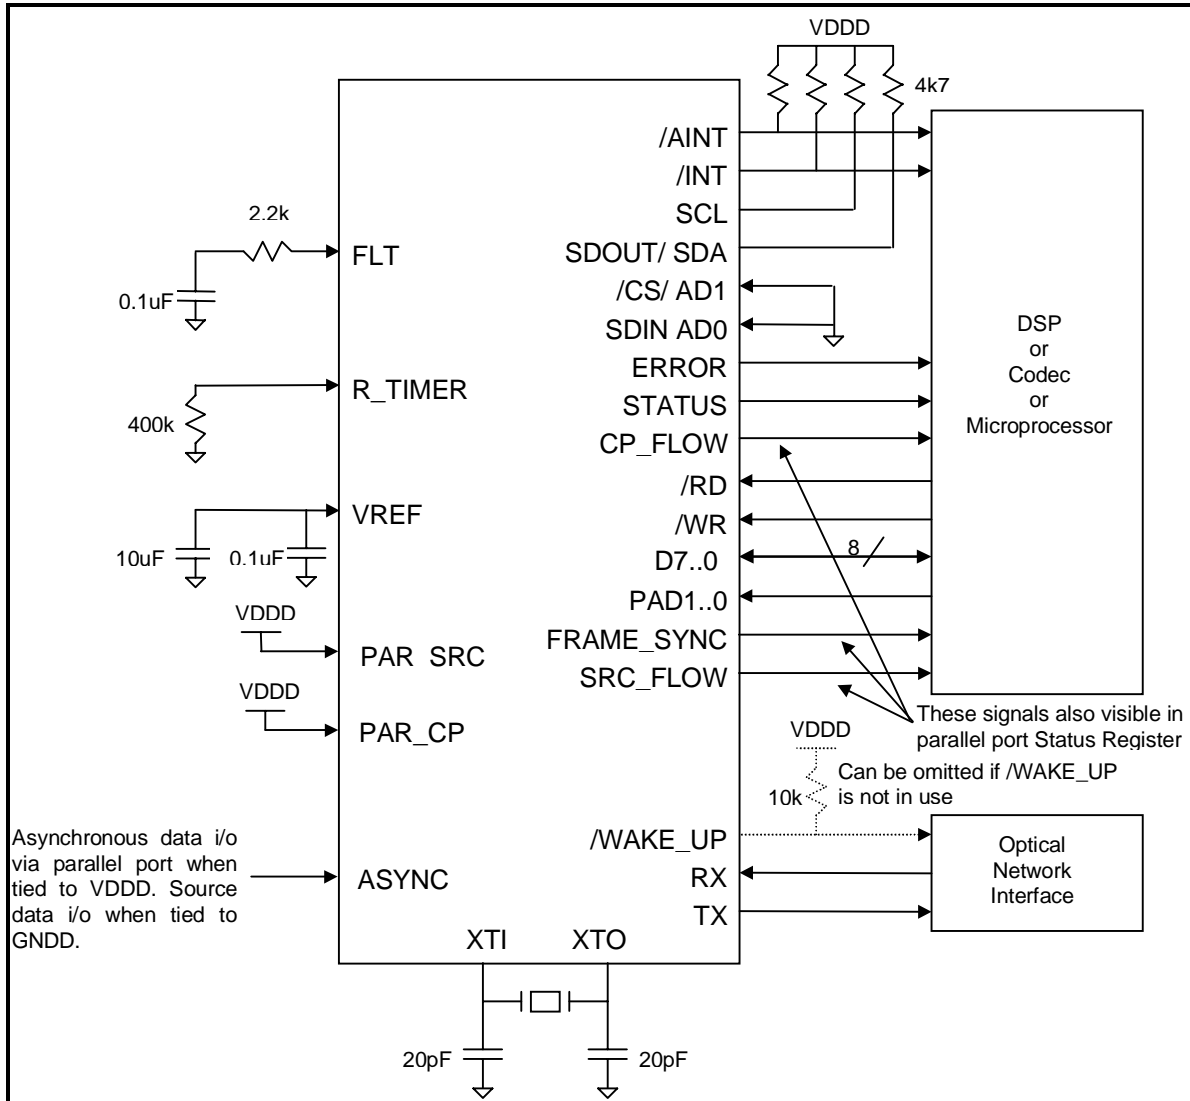 VDDD
4k7
/AINT
/INT
SCL
SDOUT/ SDA
/CS/ AD1
SDIN AD0
ERROR
STATUS
CP_FLOW
/RD
/WR
D7..0
8
PAD1..0
FRAME_SYNC
SRC_FLOW
DSP
or
Codec
or
Microprocessor
2.2k
FLT
0.1uF
R_TIMER
400k
VREF
10uF
0.1uF
VDDD
PAR SRC
VDDD
PAR_CP
These signals also visible in
parallel port Status Register
VDDD
Can be omitted if /WAKE_UP
is not in use
10k
/WAKE_UP
RX
TX
Optical
Network
Interface
Asynchronous data i/o
via parallel port when
tied to VDDD. Source
data i/o when tied to
GNDD.
ASYNC
XTI
XTO
20pF
20pF